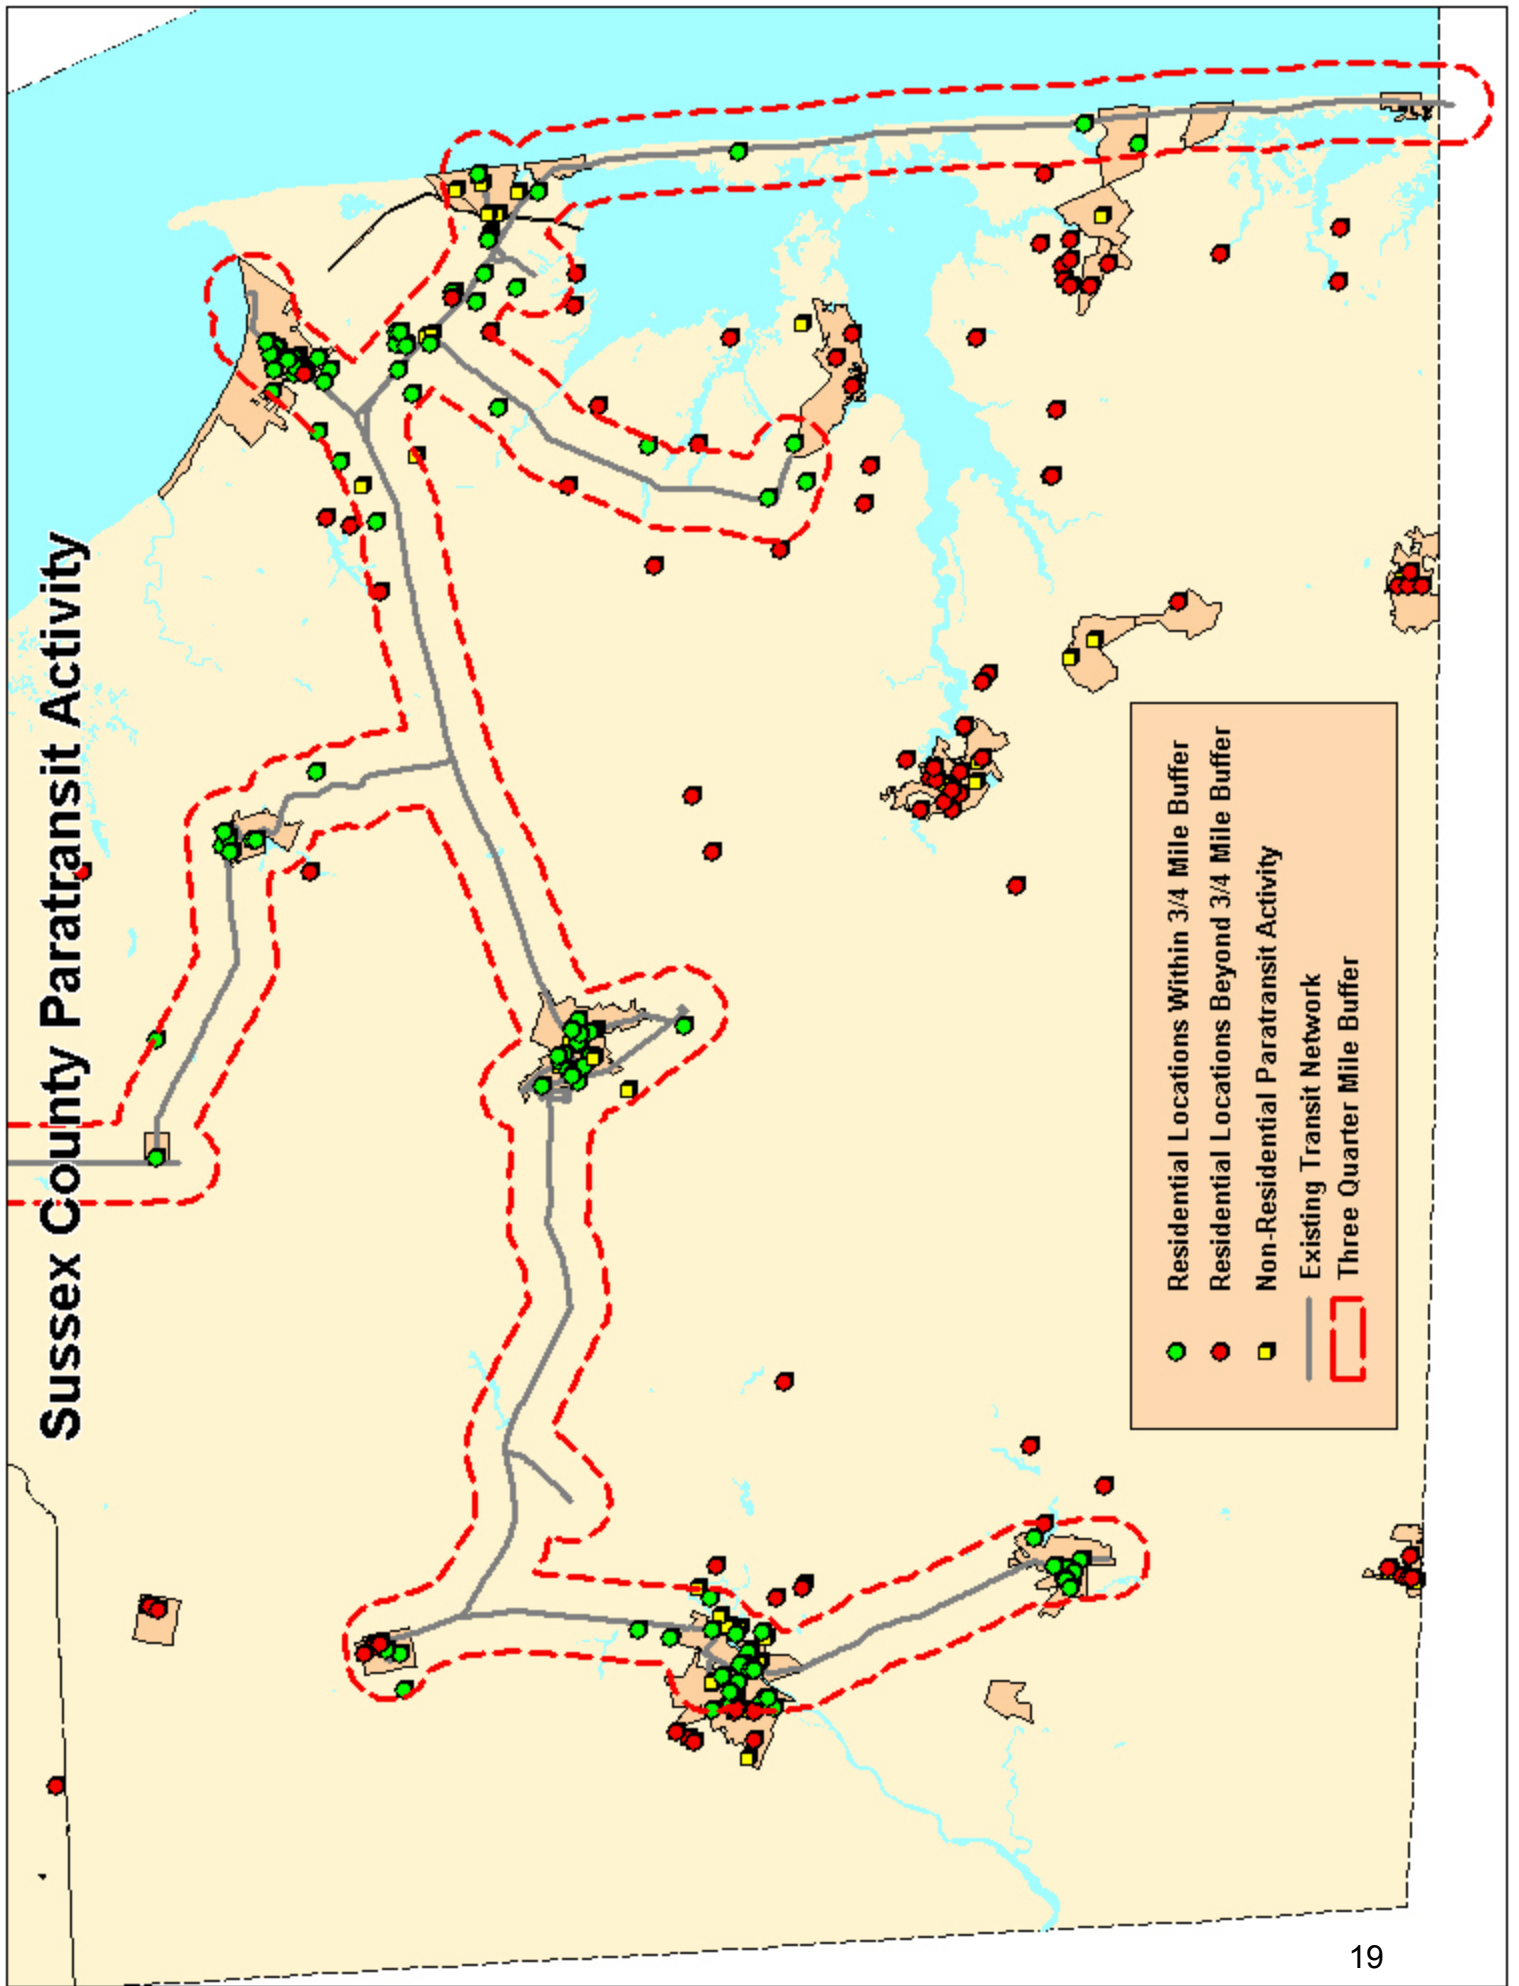 Sussex County Paratransit Activity
Residential Locations Within 3/4 Mile Buffer
Residential Locations Beyond 3/4 Mile Buffer
Non-Residential Paratransit Activity
Existing Transit Network
Three Quarter Mile Buffer
19